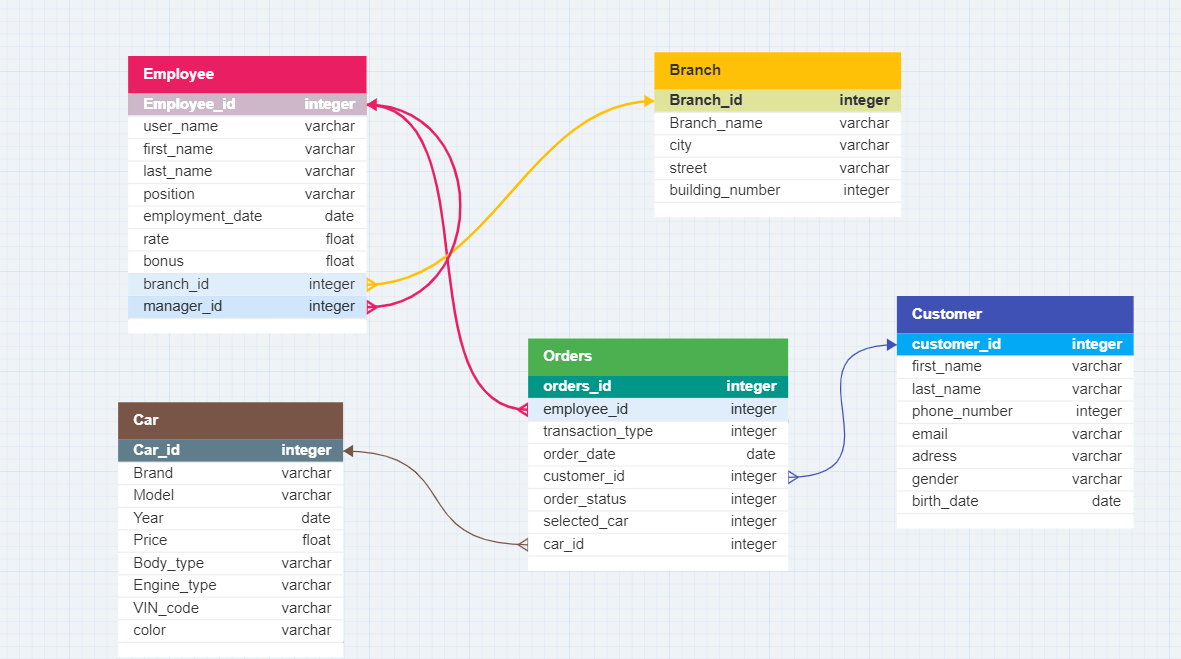 Employee
Employee_id integer
user_name varchar
first_name varchar
last_name varchar
position varchar
employment_date date
rate float
bonus float
branch_id integer
manager_id integer
Branch
Branch_id integer
Branch_name varchar
city varchar
street varchar
building_number integer
Customer
customer_id integer
first_name varchar
last_name varchar
phone_number integer
email varchar
adress varchar
gender varchar
birth_date date
Orders
orders_id integer
employee_id integer
transaction_type integer
order_date date
customer_id integer
order_status integer
selected_car integer
car_id integer
Car
Car_id integer
Brand varchar
Model varchar
Year date
Price float
Body_type varchar
Engine_type varchar
VIN_code varchar
color varchar